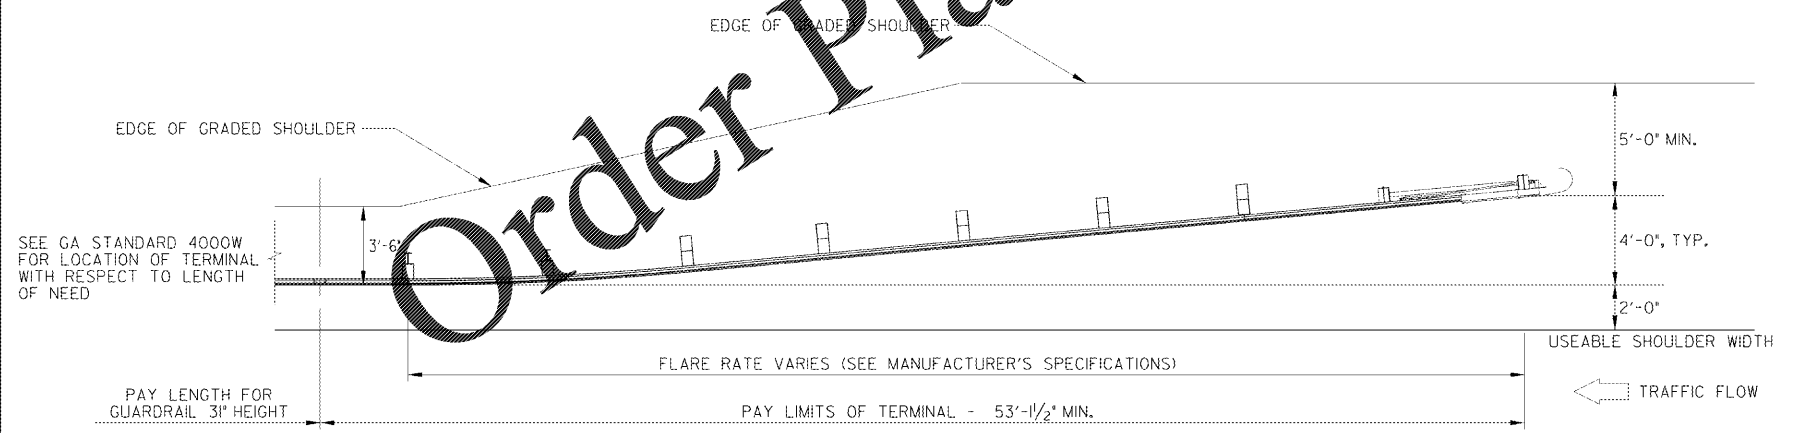 EDGE OF GRADED SHOULDER
Order Pla
EDGE OF GRADED SHOULDER
5'-0" MIN.
SEE GA STANDARD 4000W
FOR LOCATION OF TERMINAL
WITH RESPECT TO LENGTH
OF NEED
3'-6"
4'-0", TYP.
2'-0"
USEABLE SHOULDER WIDTH
FLARE RATE VARIES (SEE MANUFACTURER'S SPECIFICATIONS)
TRAFFIC FLOW
PAY LENGTH FOR
GUARDRAIL 31" HEIGHT
PAY LIMITS OF TERMINAL - 53'-1/2" MIN.